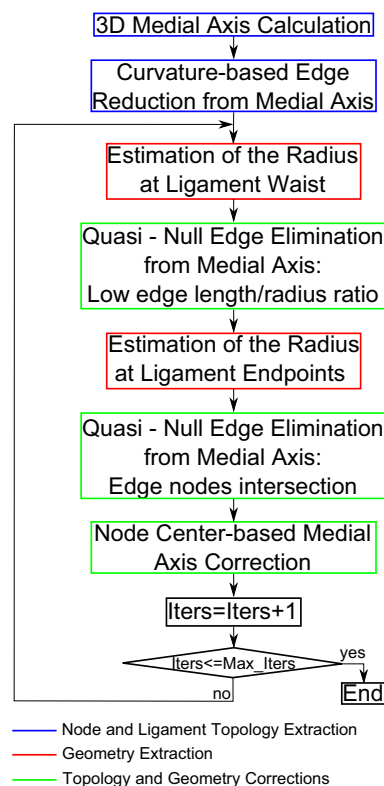 3D Medial Axis Calculation
Curvature-based Edge
Reduction from Medial Axis
Estimation of the Radius
at Ligament Waist
Quasi - Null Edge Elimination
from Medial Axis:
Low edge length/radius ratio
Estimation of the Radius
at Ligament Endpoints
Quasi - Null Edge Elimination
from Medial Axis:
Edge nodes intersection
Node Center-based Medial
Axis Correction
Iters=Iters+1
Iters<=Max_Iters
yes
no
End
Node and Ligament Topology Extraction
Geometry Extraction
Topology and Geometry Corrections